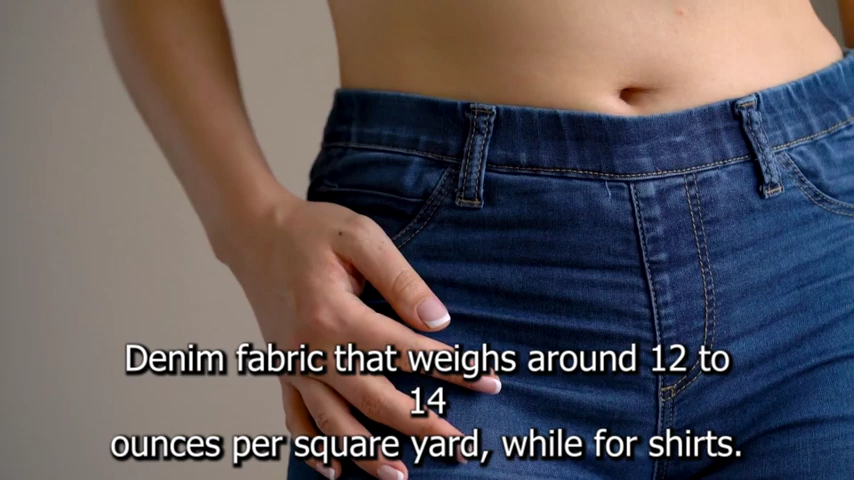 Denim fabric that weighs around 12 to
14
ounces per square yard, while for shirts.